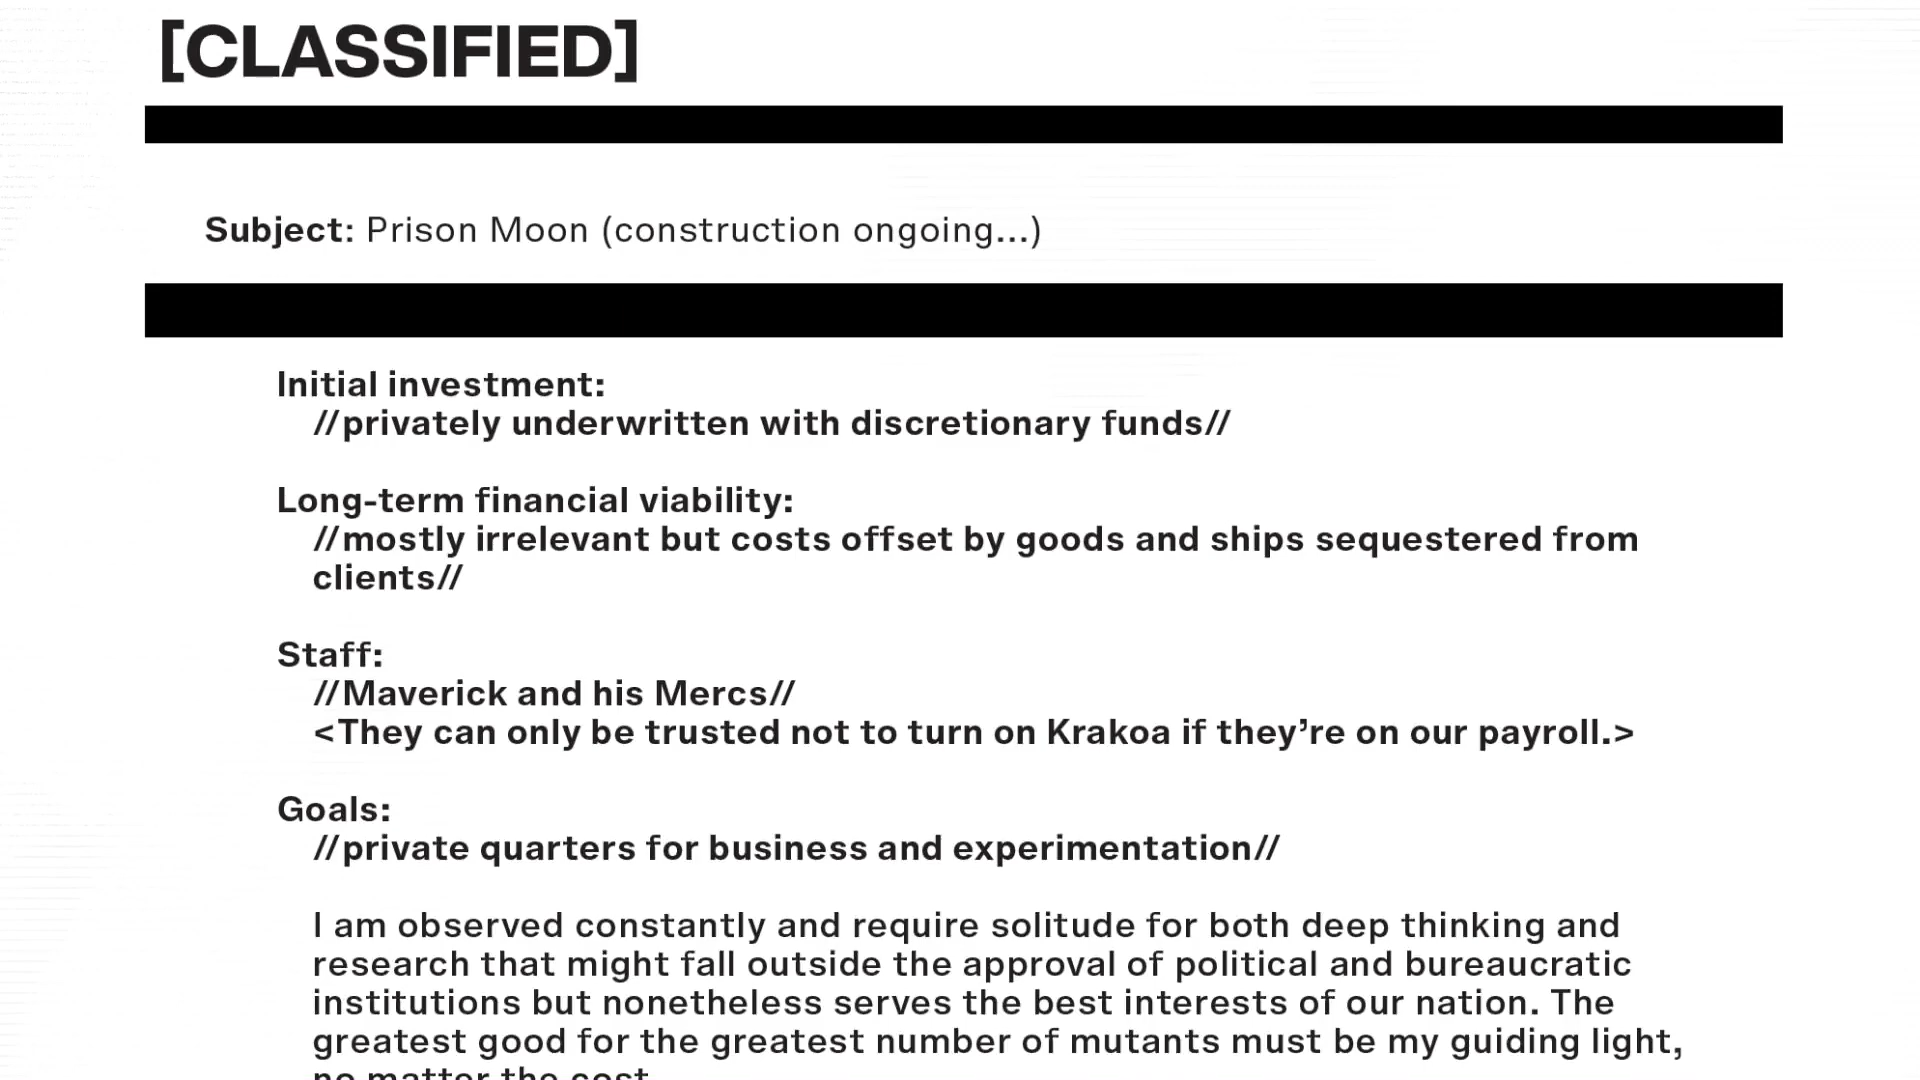 [CLASSIFIED]
Subject: Prison Moon (construction ongoing...)
Initial investment:
//privately underwritten with discretionary funds//
Long-term financial viability:
//mostly irrelevant but costs offset by goods and ships sequestered from
clients//
Staff:
//Maverick and his Mercs//
<They can only be trusted not to turn on Krakoa if they’re on our payroll.>
Goals:
//private quarters for business and experimentation//
I am observed constantly and require solitude for both deep thinking and
research that might fall outside the approval of political and bureaucratic
institutions but nonetheless serves the best interests of our nation. The
greatest good for the greatest number of mutants must be my guiding light,
no matter the cost.